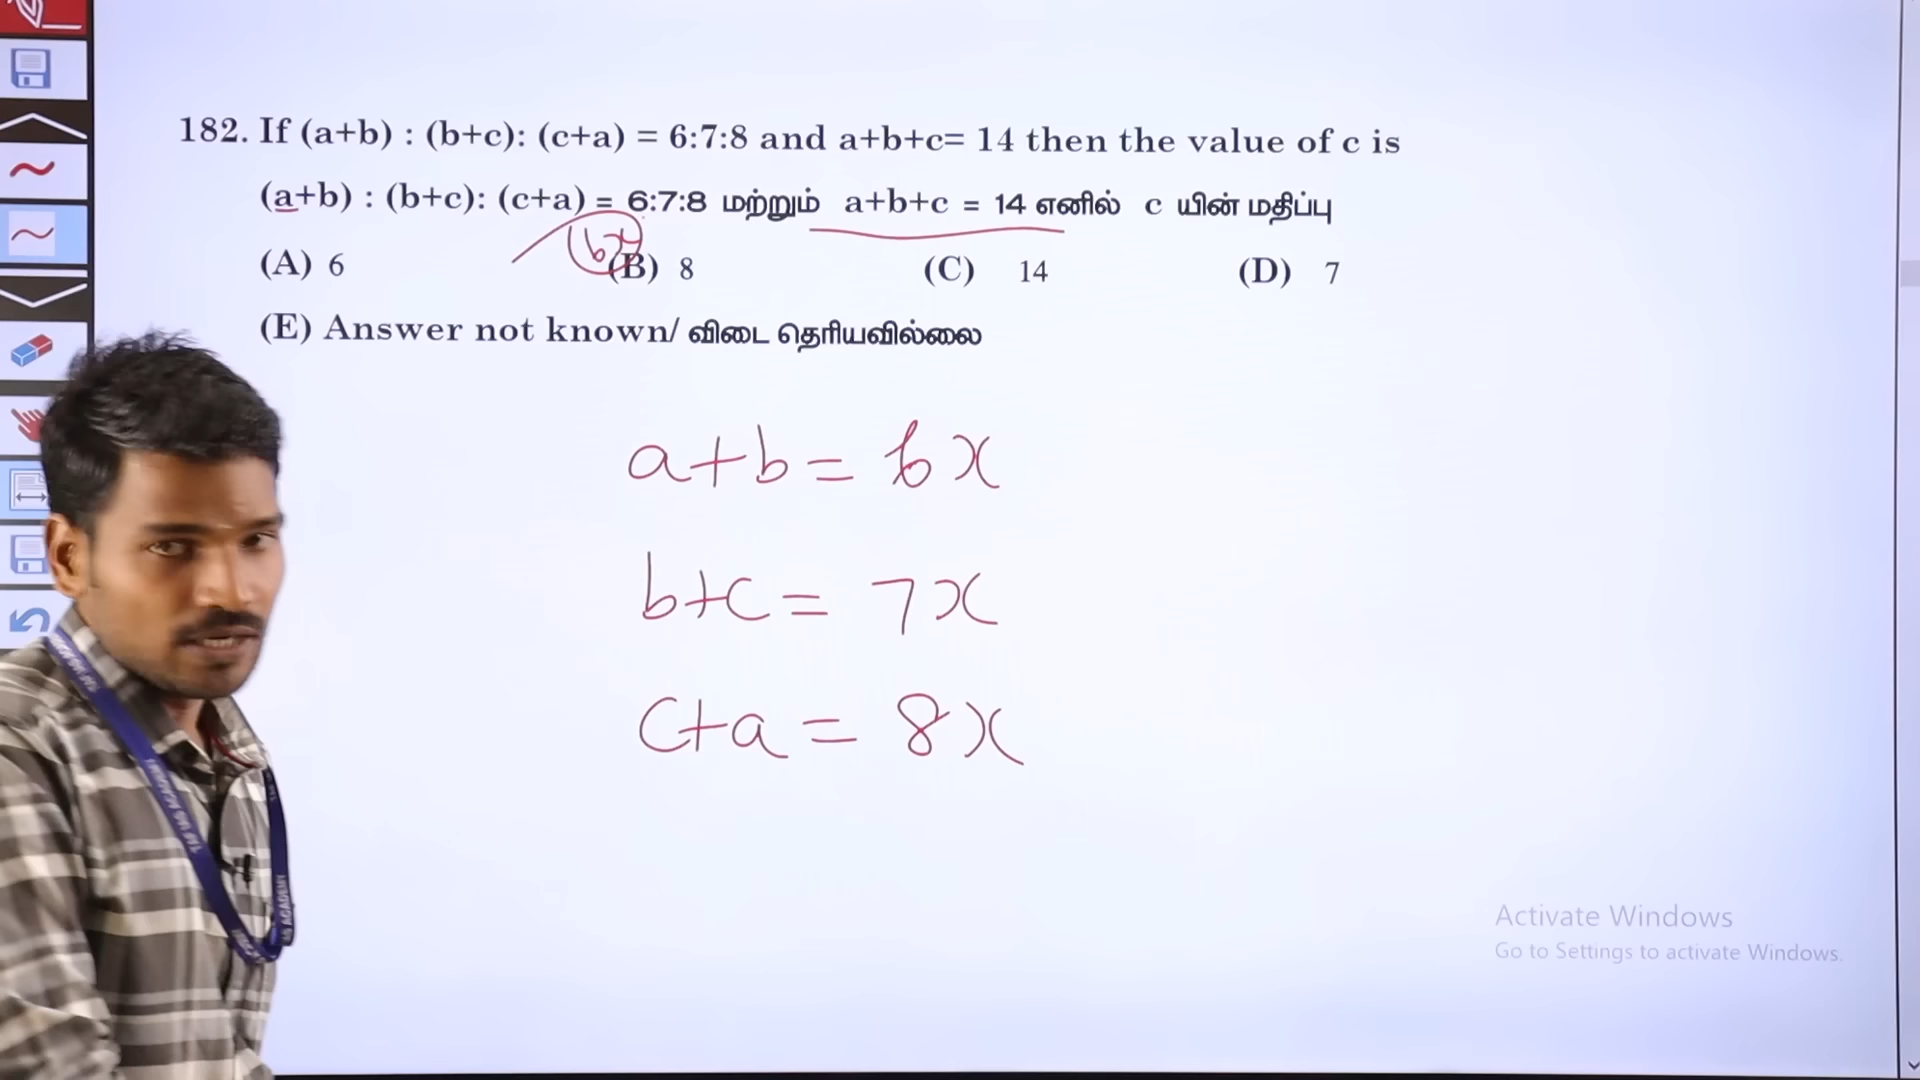 182. If (a+b) : (b+c): (c+a) = 6:7:8 and a+b+c= 14 then the value of c is
(a+b) : (b+c): (c+a) = 6:7:8 மற்றும் a+b+c = 14 எனில் c யின் மதிப்பு
6x
(A) 6 (B) 8 (C) 14 (D) 7
(E) Answer not known/ விடை தெரியவில்லை
a+b = 6x
b+c = 7x
c+a = 8x
Activate Windows
Go to Settings to activate Windows.